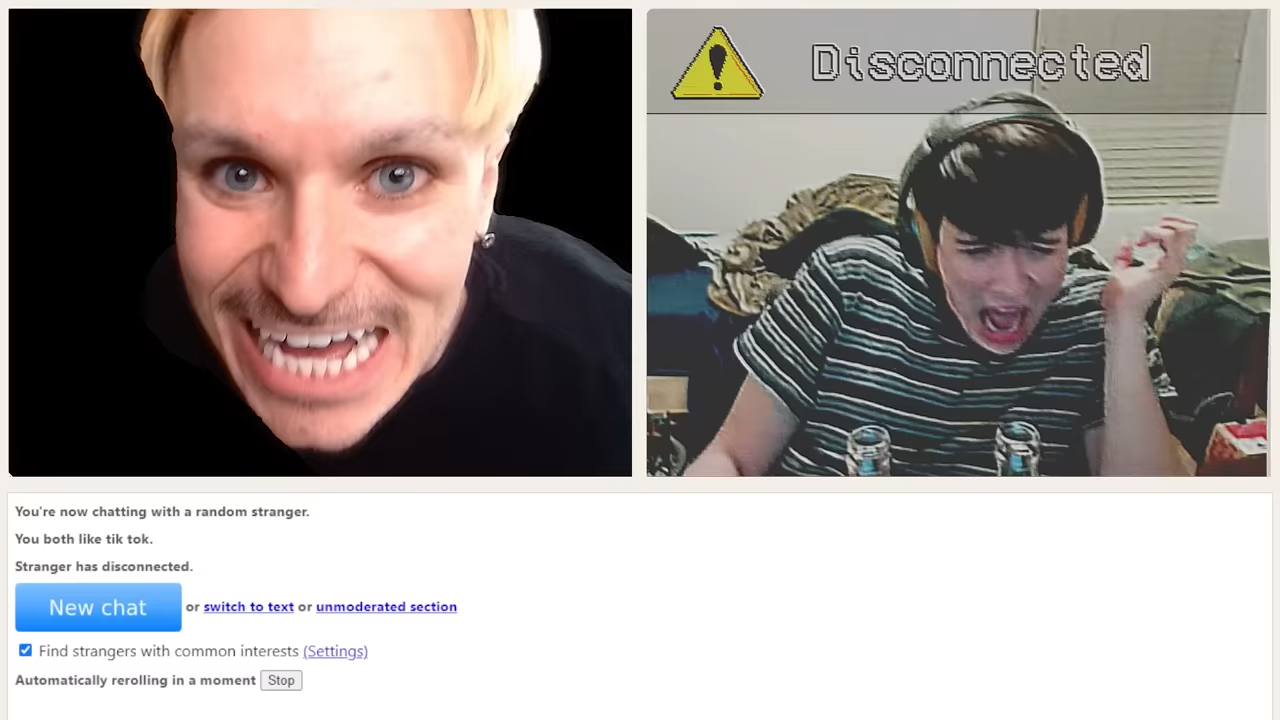 Disconnected
You're now chatting with a random stranger.
You both like tik tok.
Stranger has disconnected.
New chat or switch to text or unmoderated section
Find strangers with common interests (Settings)
Automatically rerolling in a moment Stop